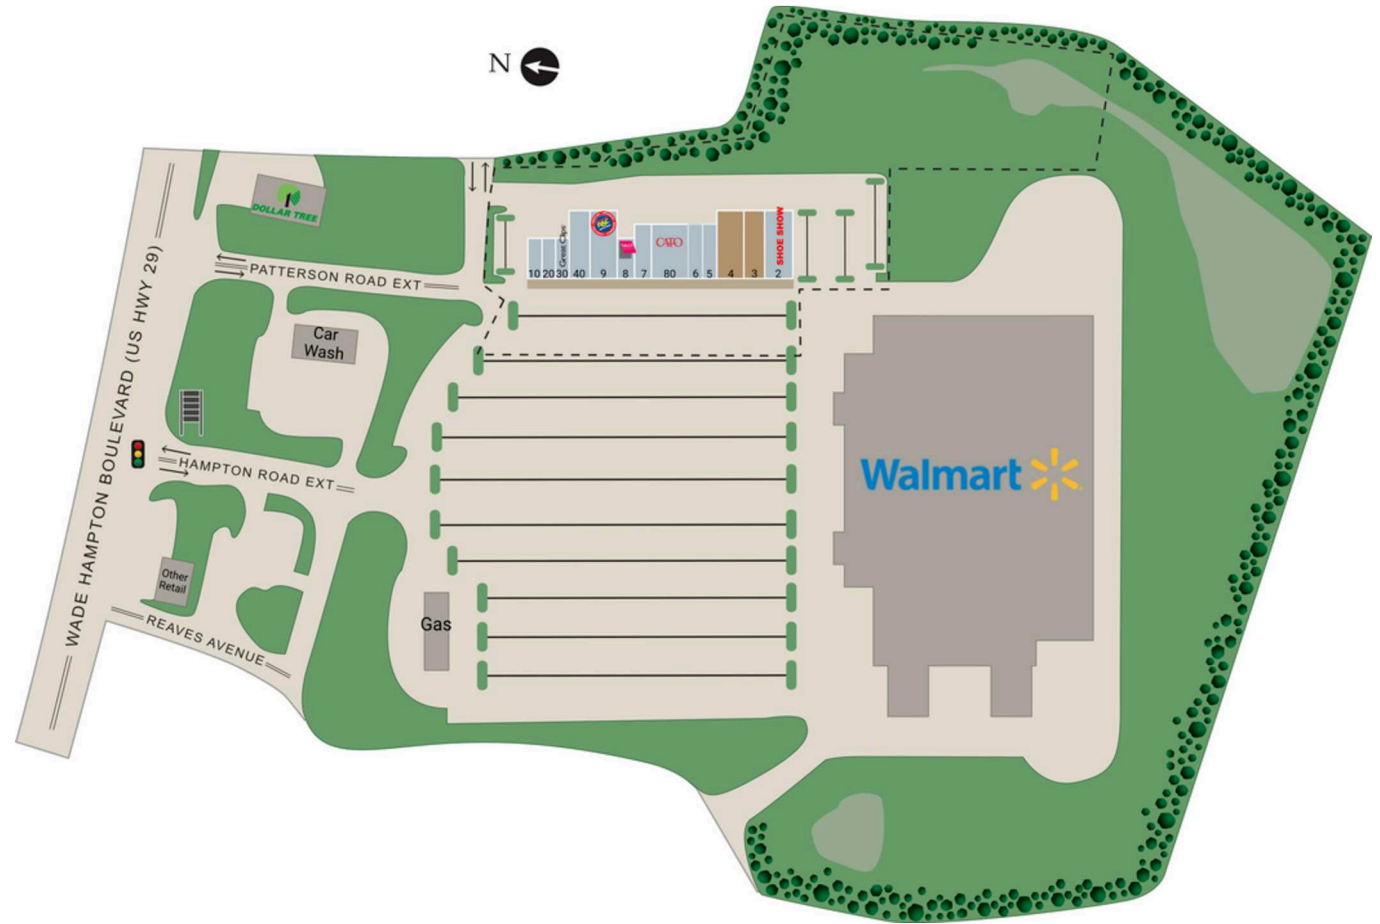 N
DOLLAR TREE
PATTERSON ROAD EXT
Great Clips
CATO
SHOE SHOW
10 20 30 40 9 8 7 80 6 5 4 3 2
Car
Wash
WADE HAMPTON BOULEVARD (US HWY 29)
HAMPTON ROAD EXT
Walmart
Other
Retail
Gas
REAVES AVENUE